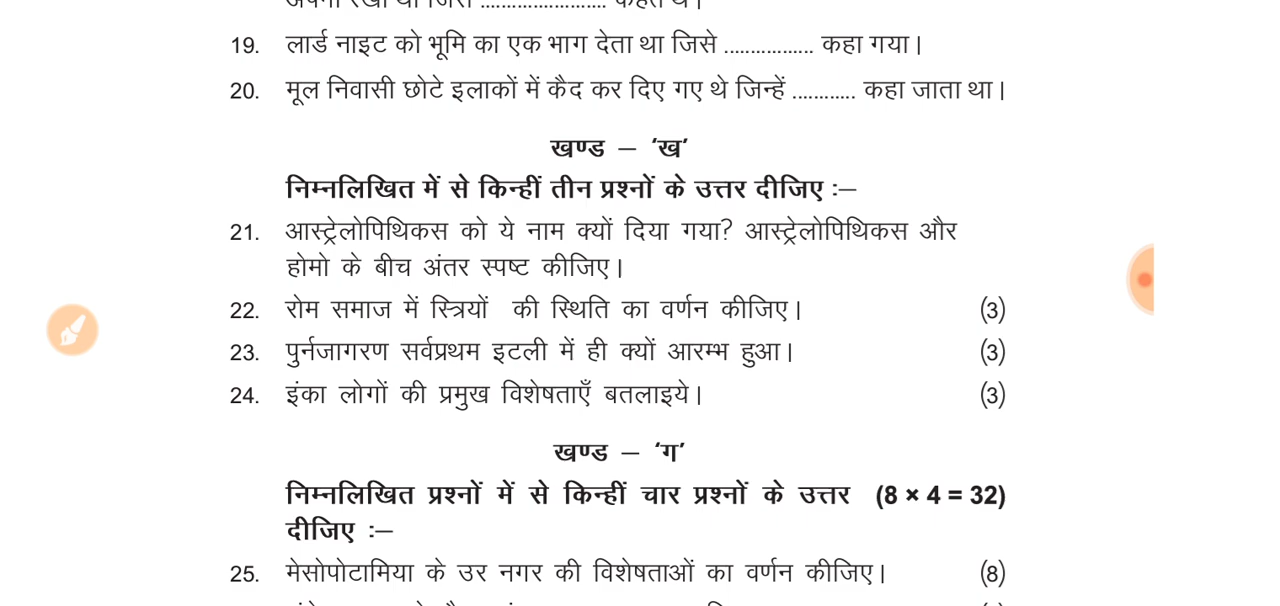 कहते थे।
19. लार्ड नाइट को भूमि का एक भाग देता था जिसे ................. कहा गया।
20. मूल निवासी छोटे इलाकों में कैद कर दिए गए थे जिन्हें ............ कहा जाता था।
खण्ड – ‘ख’
निम्नलिखित में से किन्हीं तीन प्रश्नों के उत्तर दीजिए :–
21. आस्ट्रेलोपिथिकस को ये नाम क्यों दिया गया? आस्ट्रेलोपिथिकस और
होमो के बीच अंतर स्पष्ट कीजिए।
22. रोम समाज में स्त्रियों की स्थिति का वर्णन कीजिए। (3)
23. पुर्नजागरण सर्वप्रथम इटली में ही क्यों आरम्भ हुआ। (3)
24. इंका लोगों की प्रमुख विशेषताएँ बतलाइये। (3)
खण्ड – ‘ग’
निम्नलिखित प्रश्नों में से किन्हीं चार प्रश्नों के उत्तर (8 × 4 = 32)
दीजिए :–
25. मेसोपोटामिया के उर नगर की विशेषताओं का वर्णन कीजिए। (8)